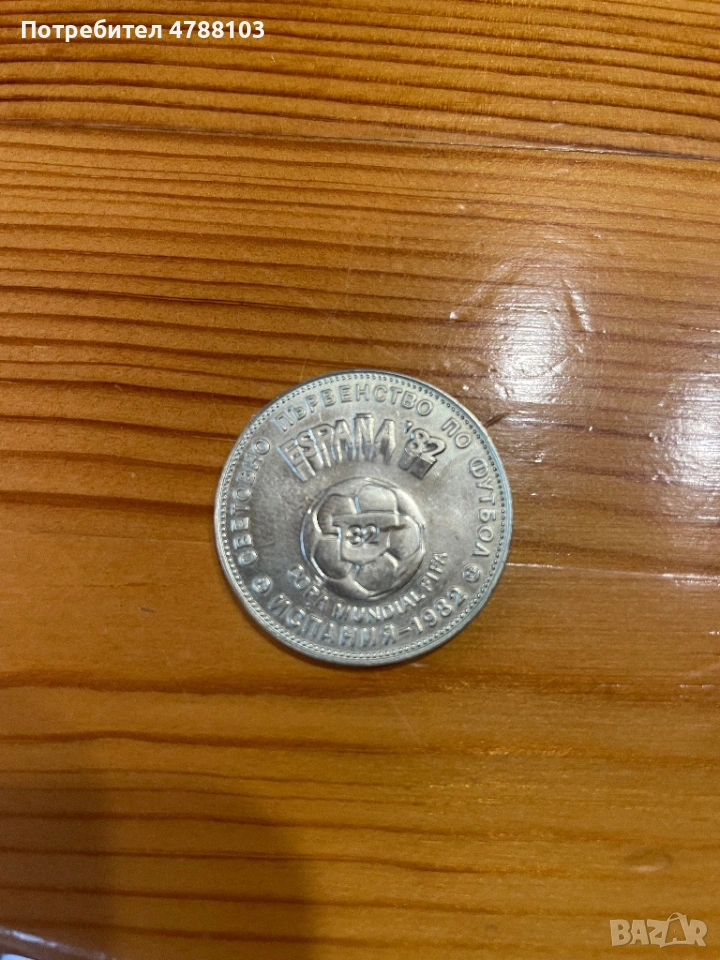 Потребител 4788103
СВЕТОВНО ПЪРВЕНСТВО ПО ФУТБОЛ
ESPAÑA '82
82
COPA MUNDIAL FIFA
ИСПАНИЯ-1982
BAZAR